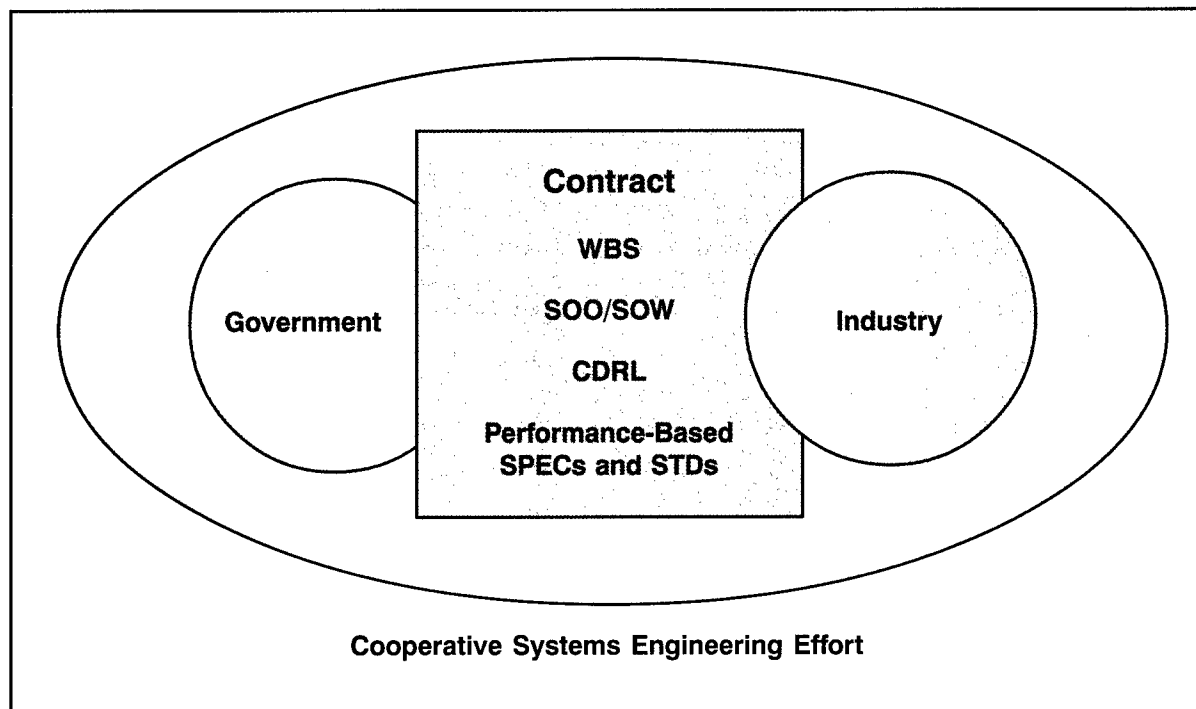 Contract
WBS
SOO/SOW
CDRL
Performance-Based
SPECs and STDs
Government
Industry
Cooperative Systems Engineering Effort